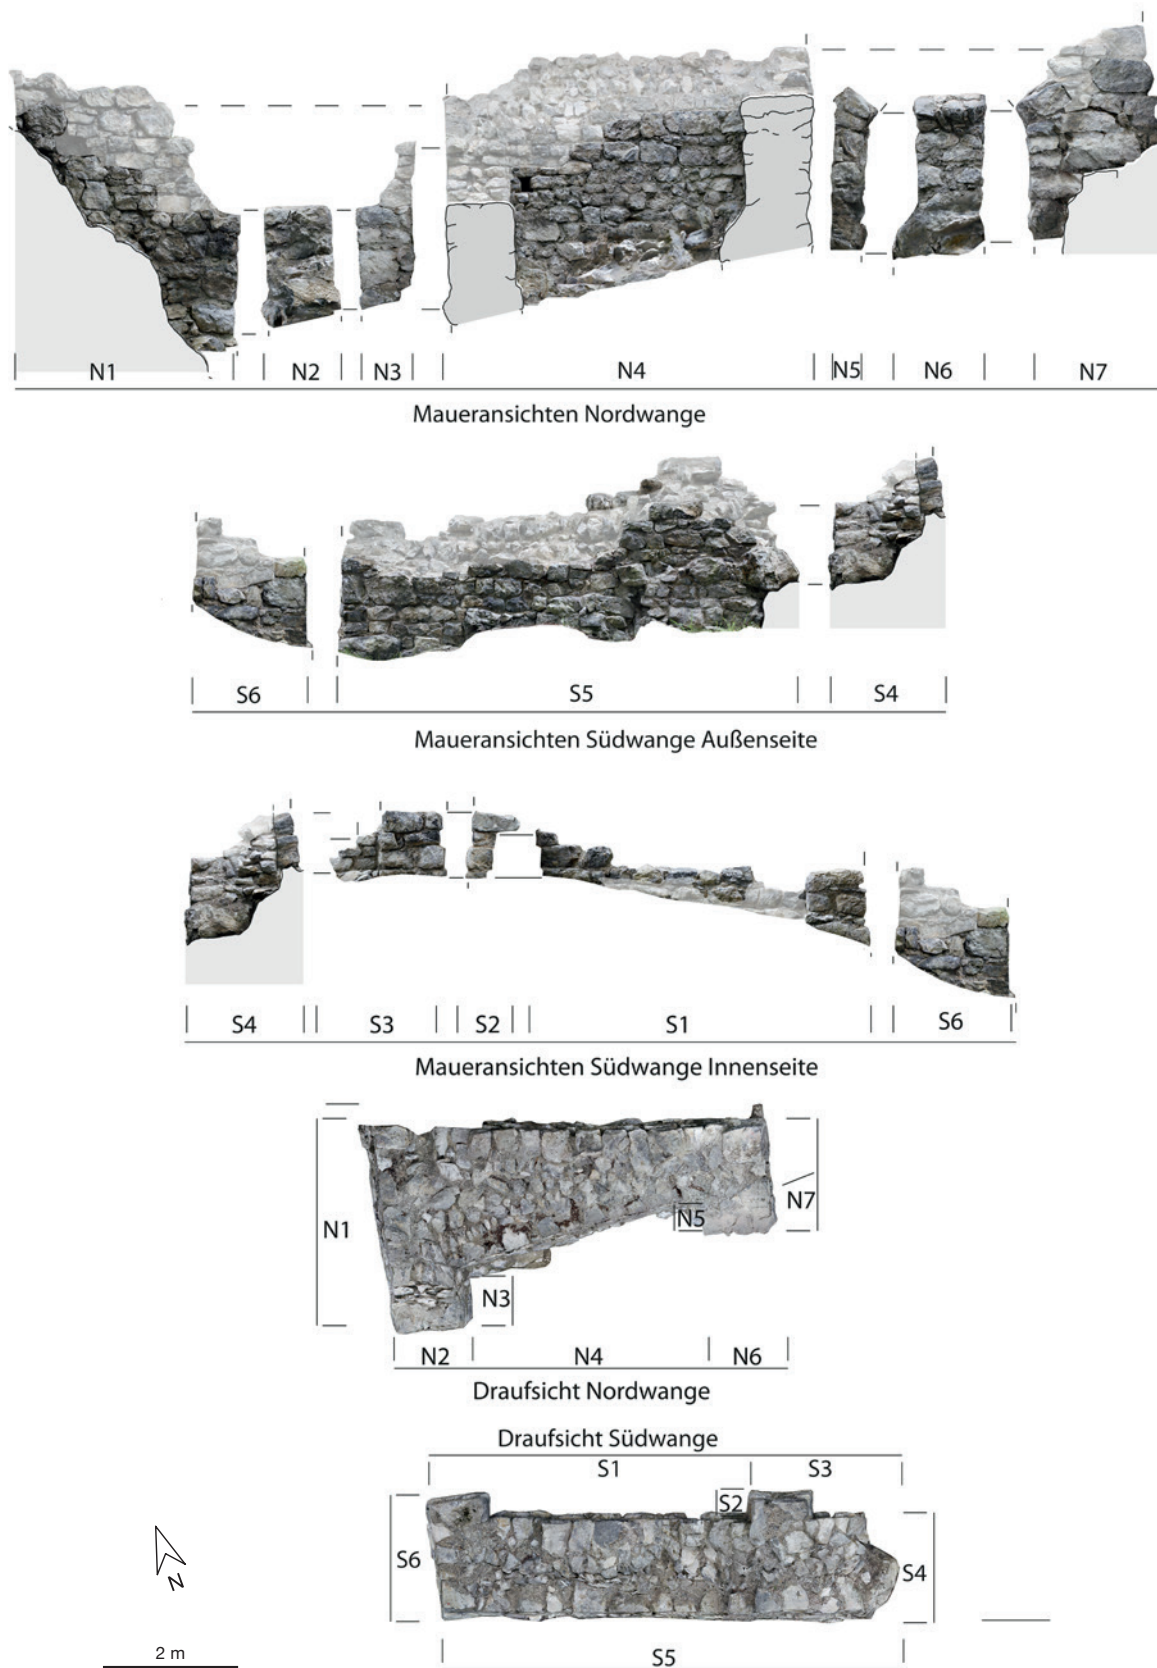 N1 N2 N3 N4 N5 N6 N7
Maueransichten Nordwange
S6 S5 S4
Maueransichten Südwange Außenseite
S4 S3 S2 S1 S6
Maueransichten Südwange Innenseite
N1 N5 N7
N3
N2 N4 N6
Draufsicht Nordwange
Draufsicht Südwange
S1 S3
S2
S6 S4
N
2 m
S5